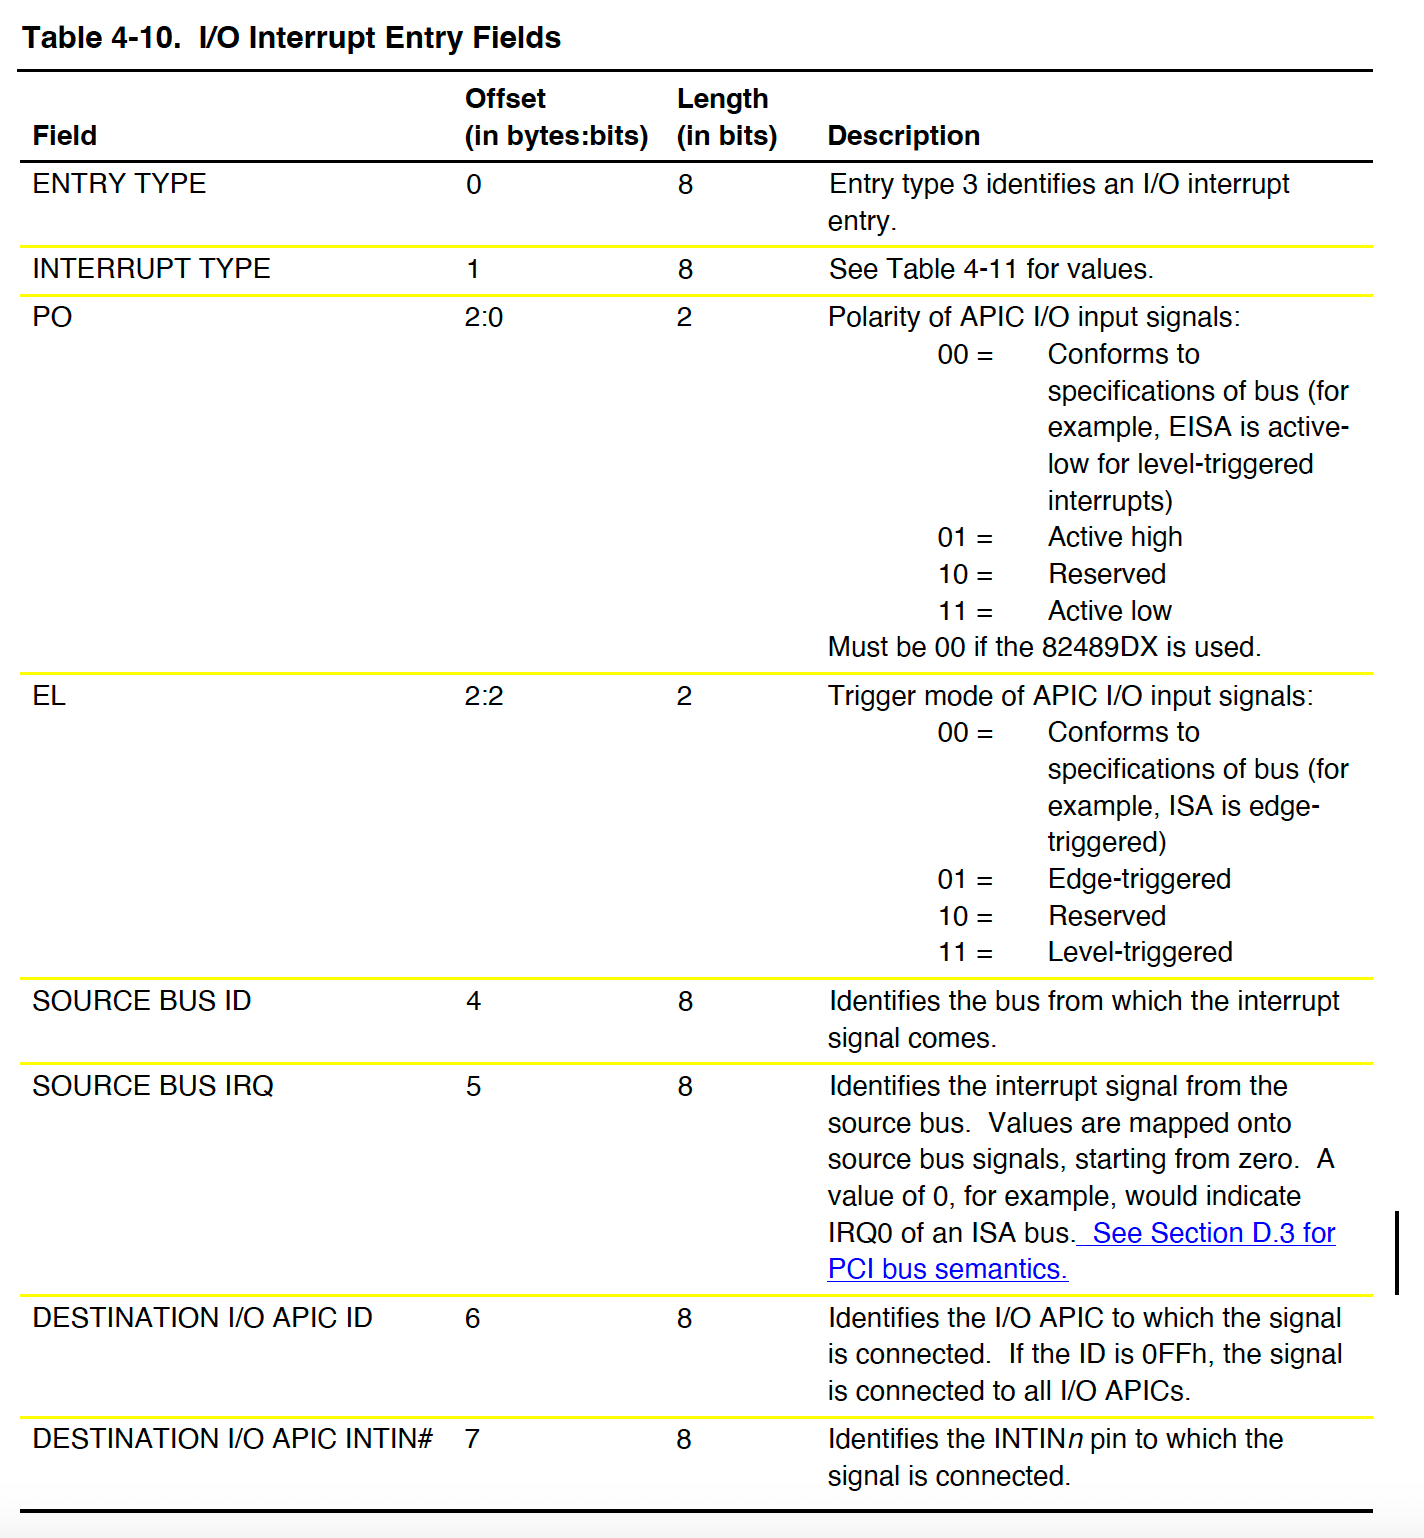 Table 4-10.  I/O Interrupt Entry Fields
Field Offset (in bytes:bits) Length (in bits) Description
ENTRY TYPE 0 8 Entry type 3 identifies an I/O interrupt
entry.
INTERRUPT TYPE 1 8 See Table 4-11 for values.
PO 2:0 2 Polarity of APIC I/O input signals:
00 = Conforms to
specifications of bus (for
example, EISA is active-
low for level-triggered
interrupts)
01 = Active high
10 = Reserved
11 = Active low
Must be 00 if the 82489DX is used.
EL 2:2 2 Trigger mode of APIC I/O input signals:
00 = Conforms to
specifications of bus (for
example, ISA is edge-
triggered)
01 = Edge-triggered
10 = Reserved
11 = Level-triggered
SOURCE BUS ID 4 8 Identifies the bus from which the interrupt
signal comes.
SOURCE BUS IRQ 5 8 Identifies the interrupt signal from the
source bus.  Values are mapped onto
source bus signals, starting from zero.  A
value of 0, for example, would indicate
IRQ0 of an ISA bus.  See Section D.3 for
PCI bus semantics.
DESTINATION I/O APIC ID 6 8 Identifies the I/O APIC to which the signal
is connected.  If the ID is 0FFh, the signal
is connected to all I/O APICs.
DESTINATION I/O APIC INTIN# 7 8 Identifies the INTINn pin to which the
signal is connected.